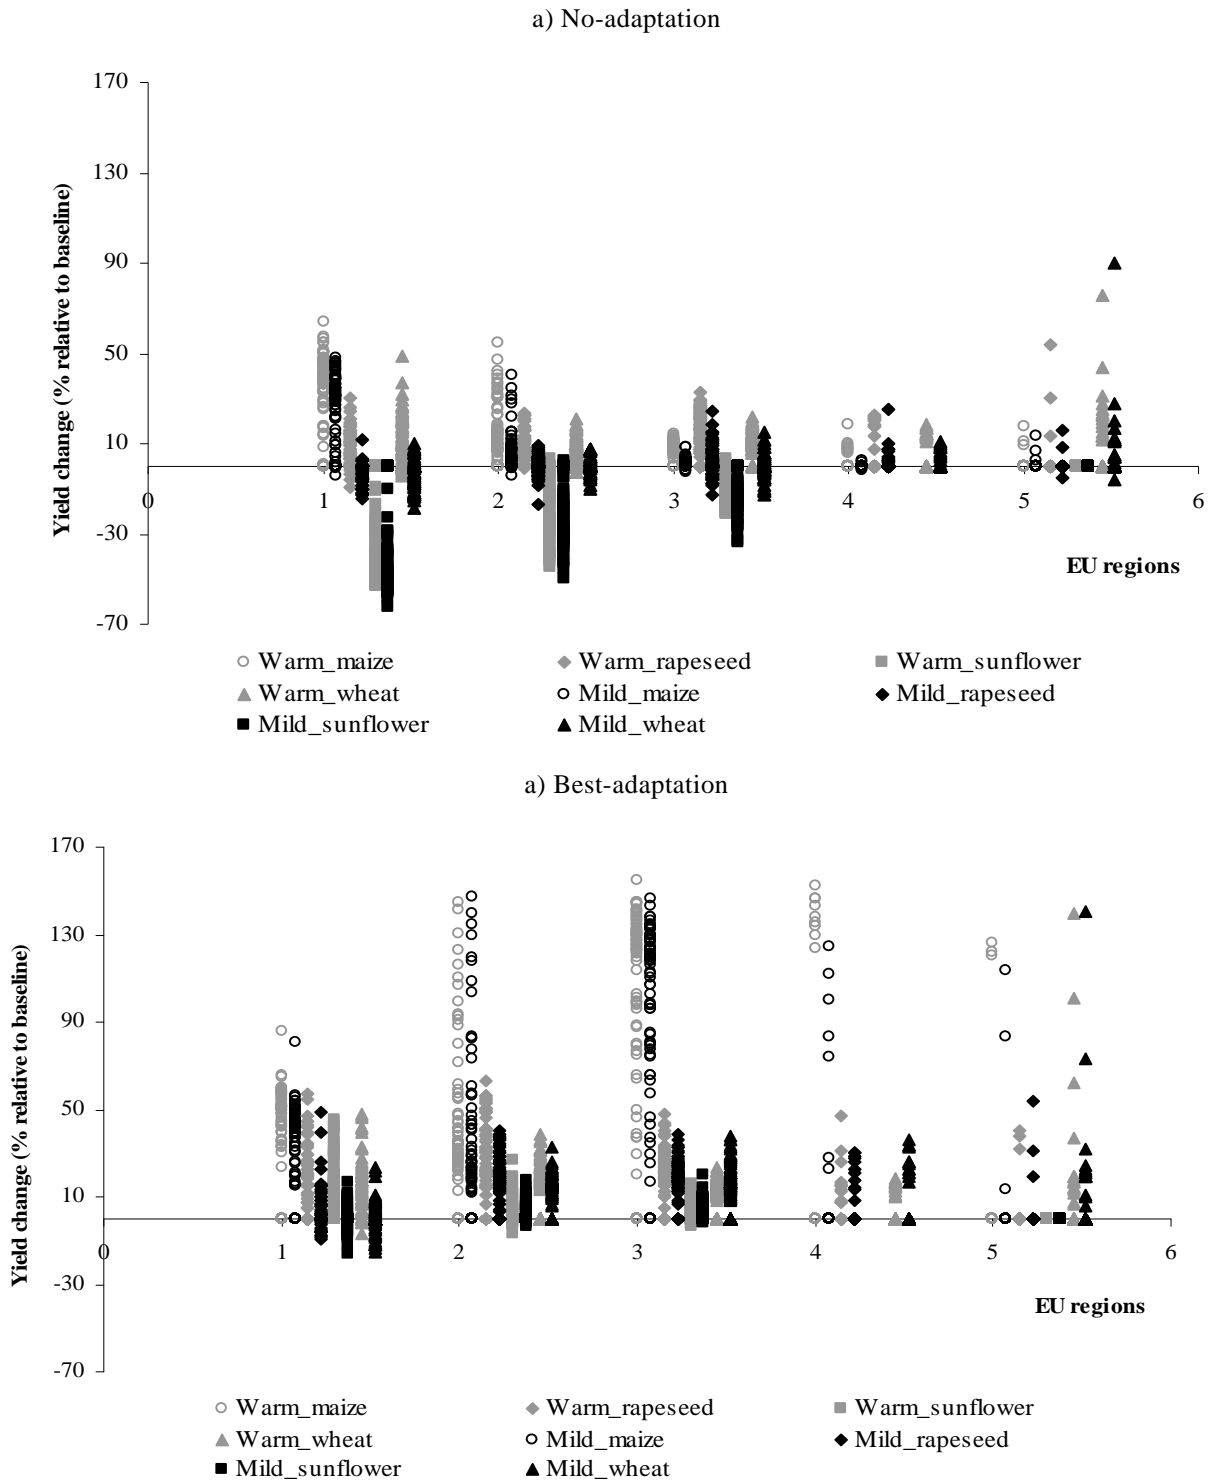 a) No-adaptation
170
130
90
50
10
-30
-70
0
1
2
3
4
5
6
Yield change (% relative to baseline)
EU regions
Warm_maize
Warm_rapeseed
Warm_sunflower
Warm_wheat
Mild_maize
Mild_rapeseed
Mild_sunflower
Mild_wheat
a) Best-adaptation
170
130
90
50
10
-30
-70
0
1
2
3
4
5
6
Yield change (% relative to baseline)
EU regions
Warm_maize
Warm_rapeseed
Warm_sunflower
Warm_wheat
Mild_maize
Mild_rapeseed
Mild_sunflower
Mild_wheat